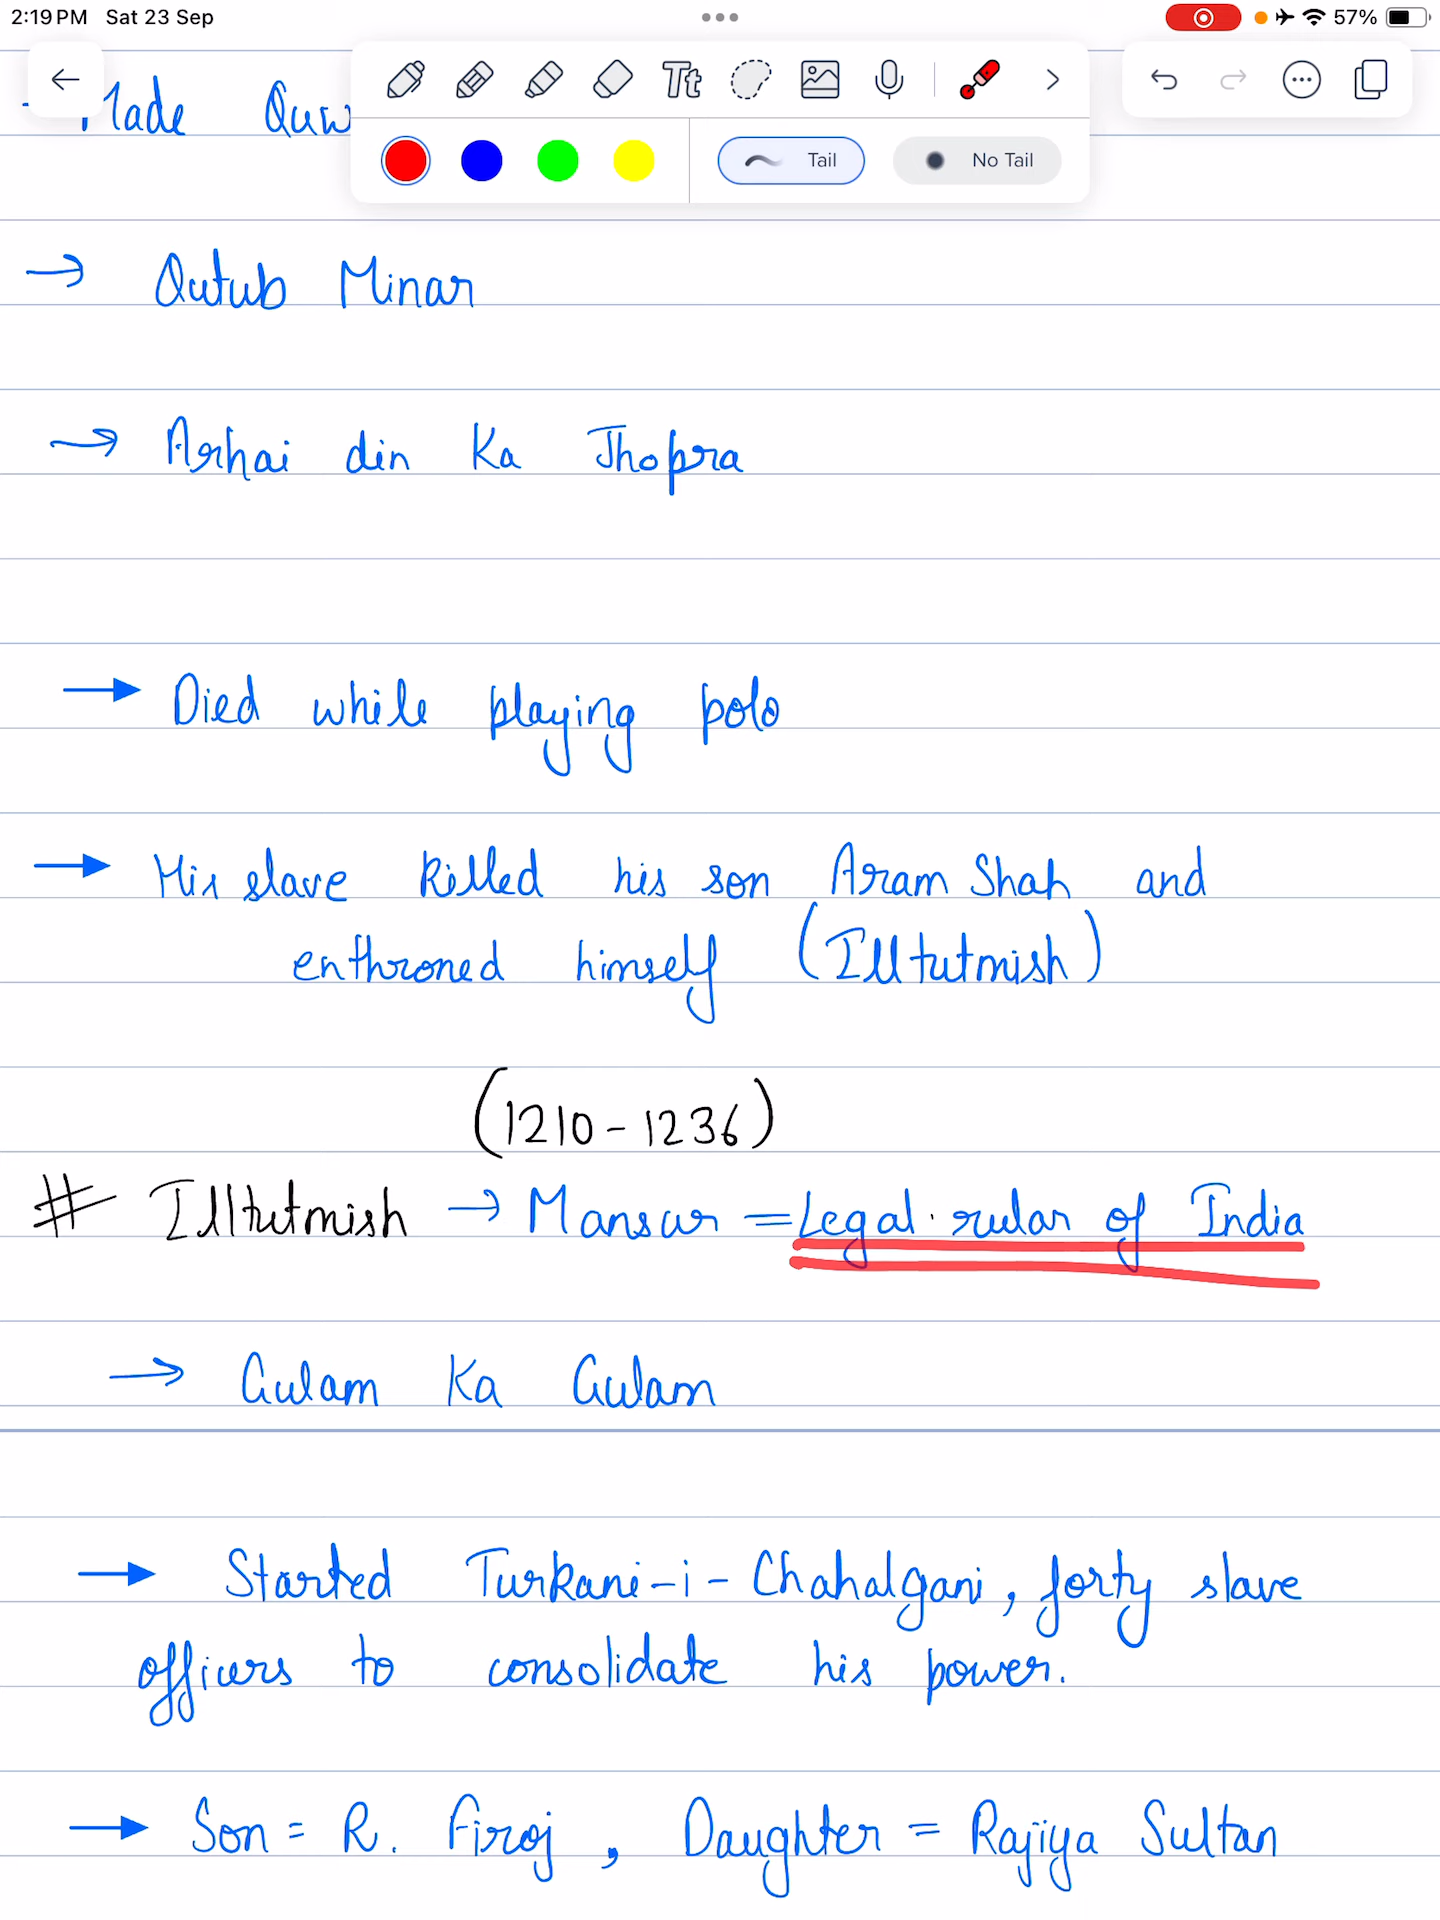 2:19 PM Sat 23 Sep
57%
Tt
Tail
No Tail
Made
→ Qutub Minar
→ Arhai din Ka Jhopra
→ Died while playing polo
→ His slave killed his son Aram Shah and
enthroned himself (Illtutmish)
(1210 - 1236)
# Illtutmish → Mansur = Legal rular of India
→ Gulam Ka Gulam
→ Started Turkani-i-Chahalgani, forty slave
officers to consolidate his power.
→ Son = R. Firoj, Daughter = Rajiya Sultan